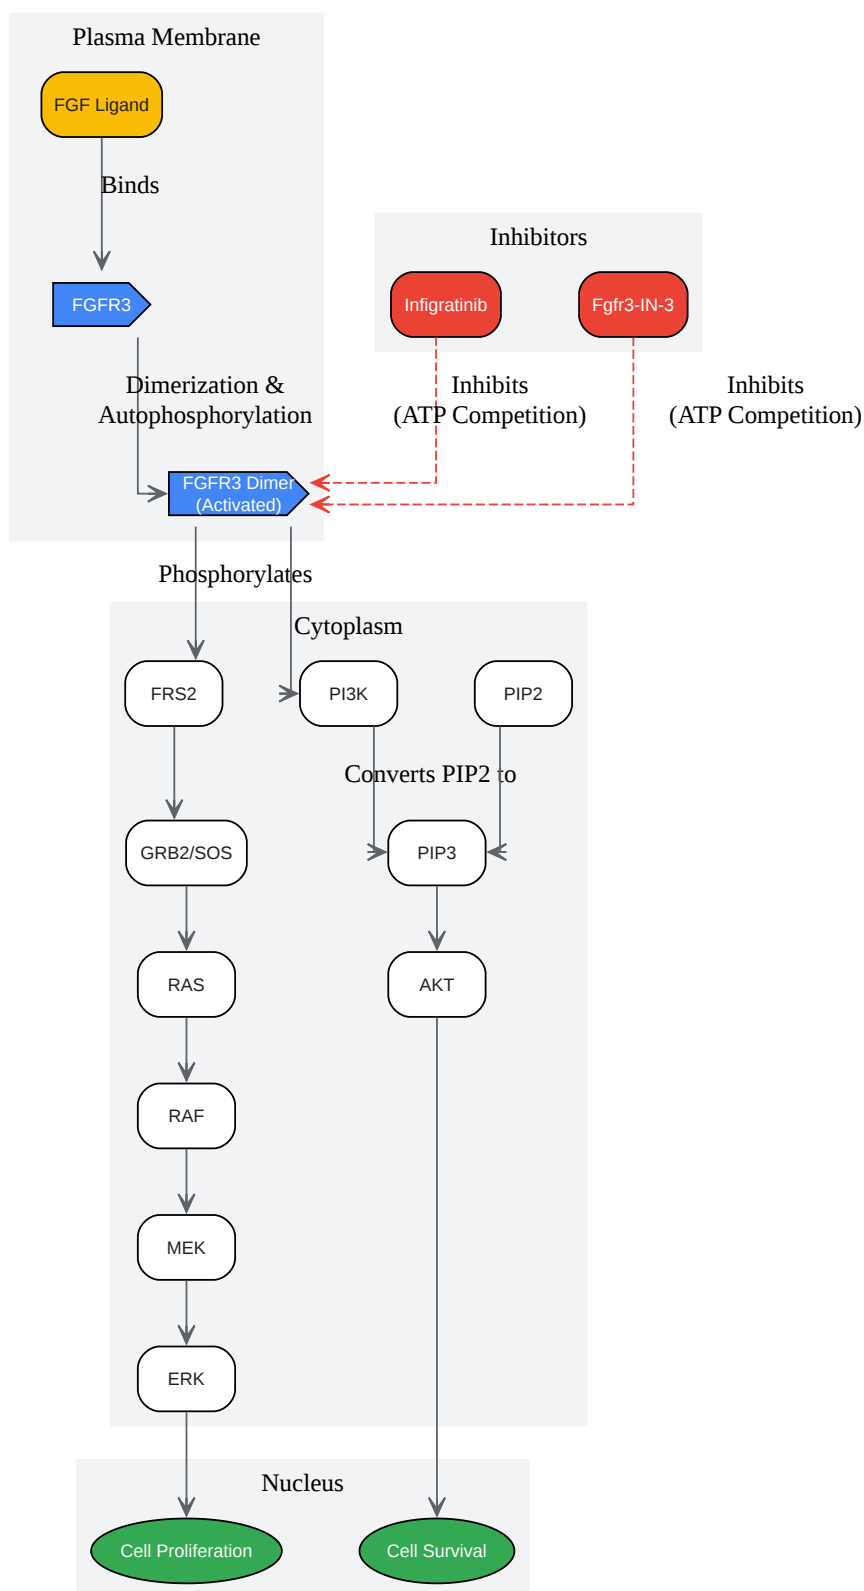 Plasma Membrane
FGF Ligand
Binds
Inhibitors
FGFR3
Infigratinib
Fgfr3-IN-3
Dimerization &
Autophosphorylation
Inhibits
(ATP Competition)
Inhibits
(ATP Competition)
FGFR3 Dimer
(Activated)
Phosphorylates
Cytoplasm
FRS2
PI3K
PIP2
Converts PIP2 to
GRB2/SOS
PIP3
RAS
AKT
RAF
MEK
ERK
Nucleus
Cell Proliferation
Cell Survival